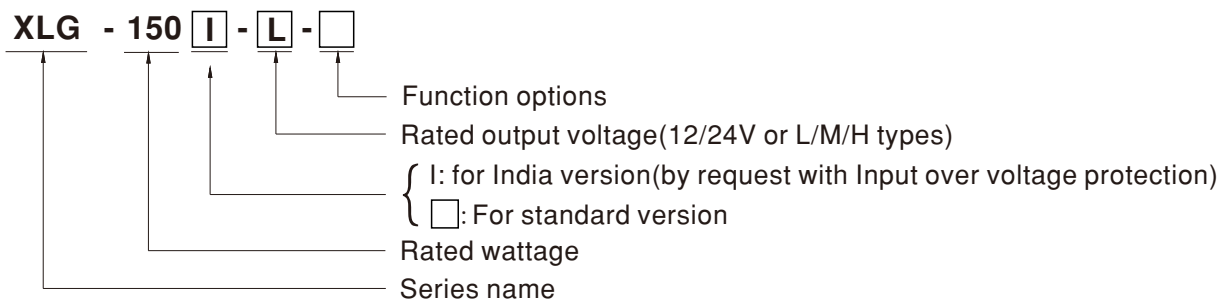 XLG - 150 I - L - □
Function options
Rated output voltage(12/24V or L/M/H types)
I: for India version(by request with Input over voltage protection)
□: For standard version
Rated wattage
Series name